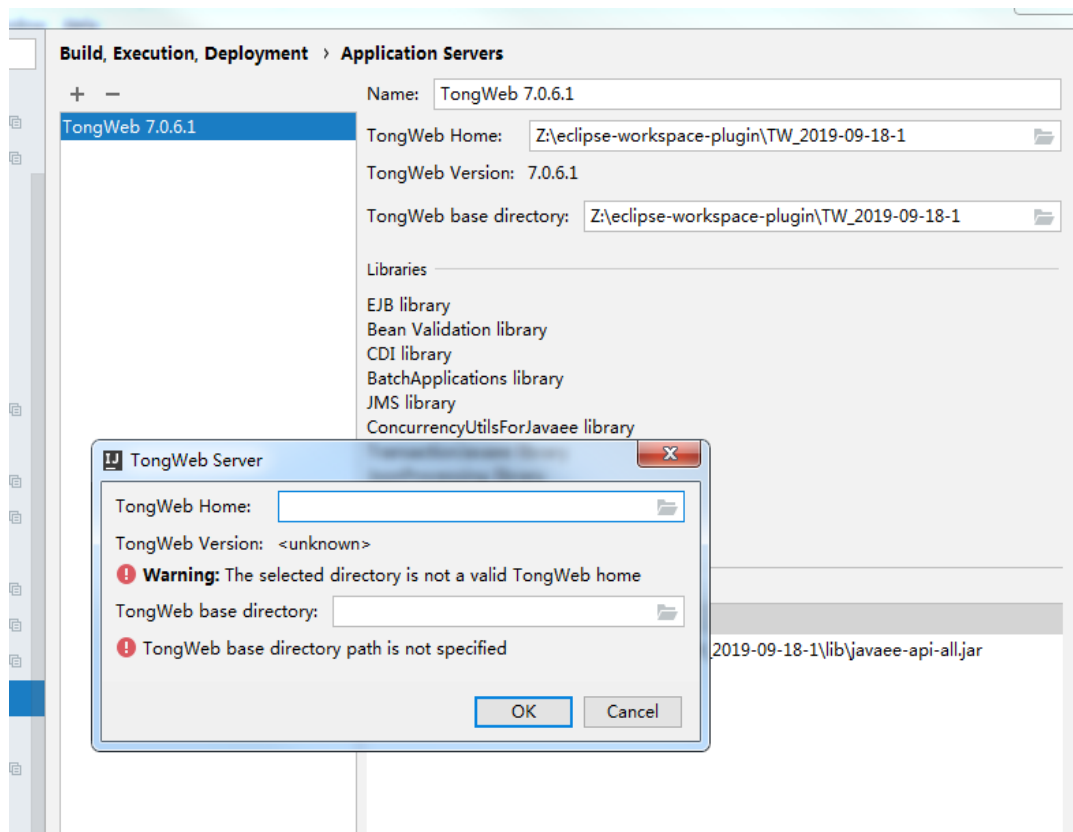 Build, Execution, Deployment › Application Servers
Name: TongWeb 7.0.6.1
TongWeb 7.0.6.1
TongWeb Home: Z:\eclipse-workspace-plugin\TW_2019-09-18-1
TongWeb Version: 7.0.6.1
TongWeb base directory: Z:\eclipse-workspace-plugin\TW_2019-09-18-1
Libraries
EJB library
Bean Validation library
CDI library
BatchApplications library
JMS library
ConcurrencyUtilsForJavaee library
TongWeb Server
TongWeb Home:
TongWeb Version: <unknown>
Warning: The selected directory is not a valid TongWeb home
TongWeb base directory:
TongWeb base directory path is not specified
_2019-09-18-1\lib\javaee-api-all.jar
OK Cancel